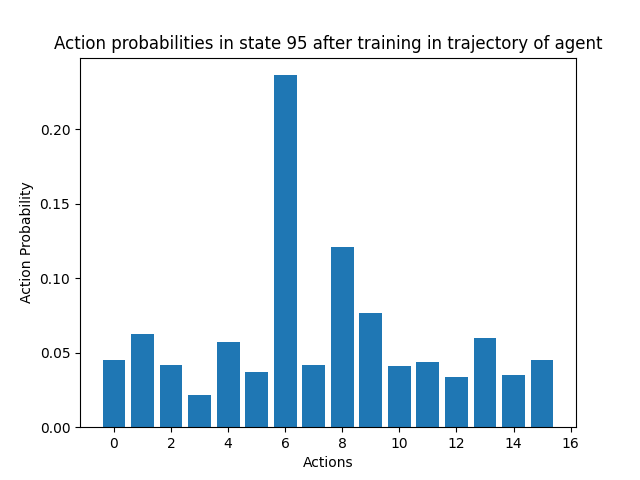 Action probabilities in state 95 after training in trajectory of agent
0.20
0.15
0.10
0.05
0.00
Action Probability
0 2 4 6 8 10 12 14 16
Actions